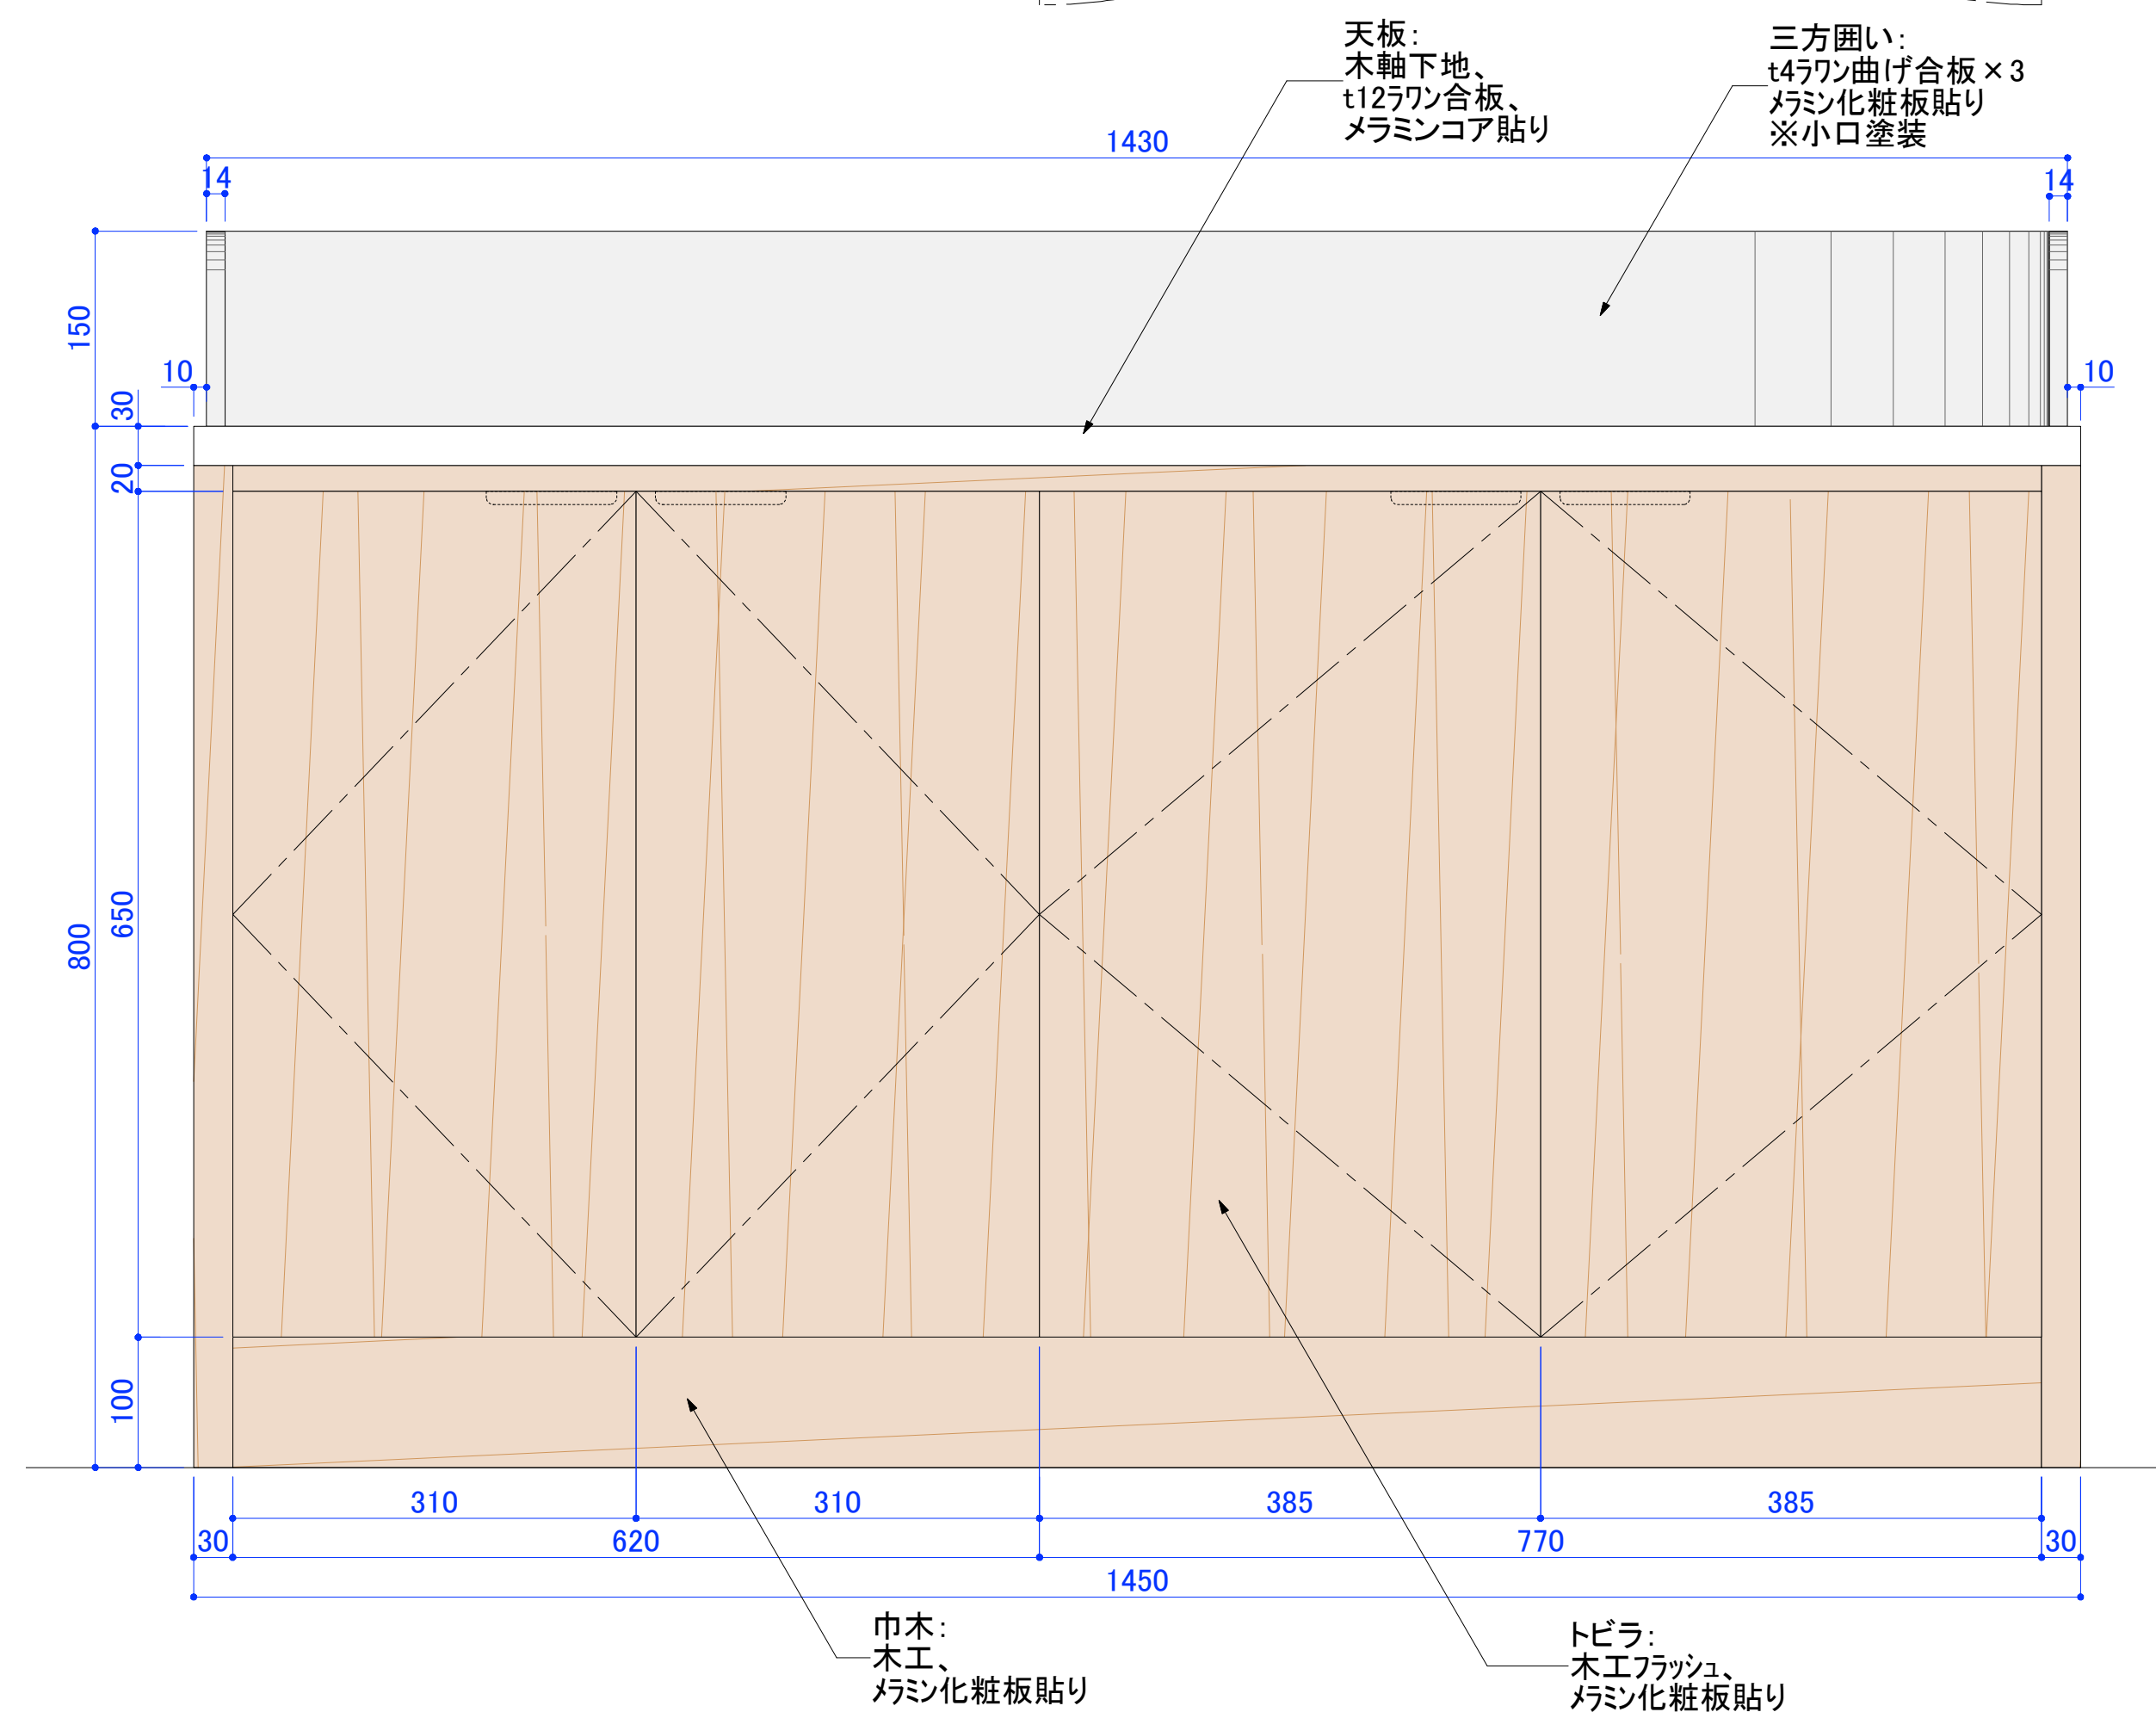 天板:
木軸下地、
t12ラワン合板、
メラミンコア貼り
三方囲い:
t4ラワン曲げ合板×3
メラミン化粧板貼り
※小口塗装
1430
14
14
150
10
10
30
20
800
650
100
310
310
385
385
30
620
770
30
1450
巾木:
木工、
メラミン化粧板貼り
トビラ:
木工フラッシュ、
メラミン化粧板貼り